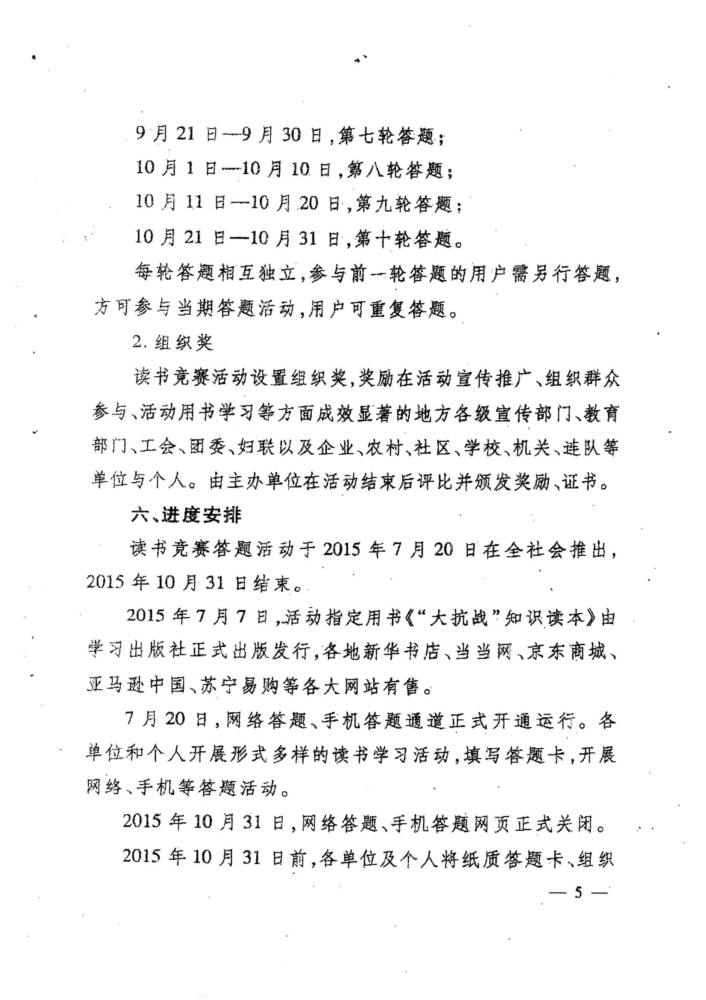 9月21日—9月30日,第七轮答题;
10月1日—10月10日,第八轮答题;
10月11日—10月20日,第九轮答题;
10月21日—10月31日,第十轮答题。
每轮答题相互独立,参与前一轮答题的用户需另行答题,
方可参与当期答题活动,用户可重复答题。
2.组织奖
读书竞赛活动设置组织奖,奖励在活动宣传推广、组织群众
参与、活动用书学习等方面成效显著的地方各级宣传部门、教育
部门、工会、团委、妇联以及企业、农村、社区、学校、机关、连队等
单位与个人。由主办单位在活动结束后评比并颁发奖励、证书。
六、进度安排
读书竞赛答题活动于2015年7月20日在全社会推出,
2015年10月31日结束。
2015年7月7日,活动指定用书《“大抗战”知识读本》由
学习出版社正式出版发行,各地新华书店、当当网、京东商城、
亚马逊中国、苏宁易购等各大网站有售。
7月20日,网络答题、手机答题通道正式开通运行。各
单位和个人开展形式多样的读书学习活动,填写答题卡,开展
网络、手机等答题活动。
2015年10月31日,网络答题、手机答题网页正式关闭。
2015年10月31日前,各单位及个人将纸质答题卡、组织
— 5 —